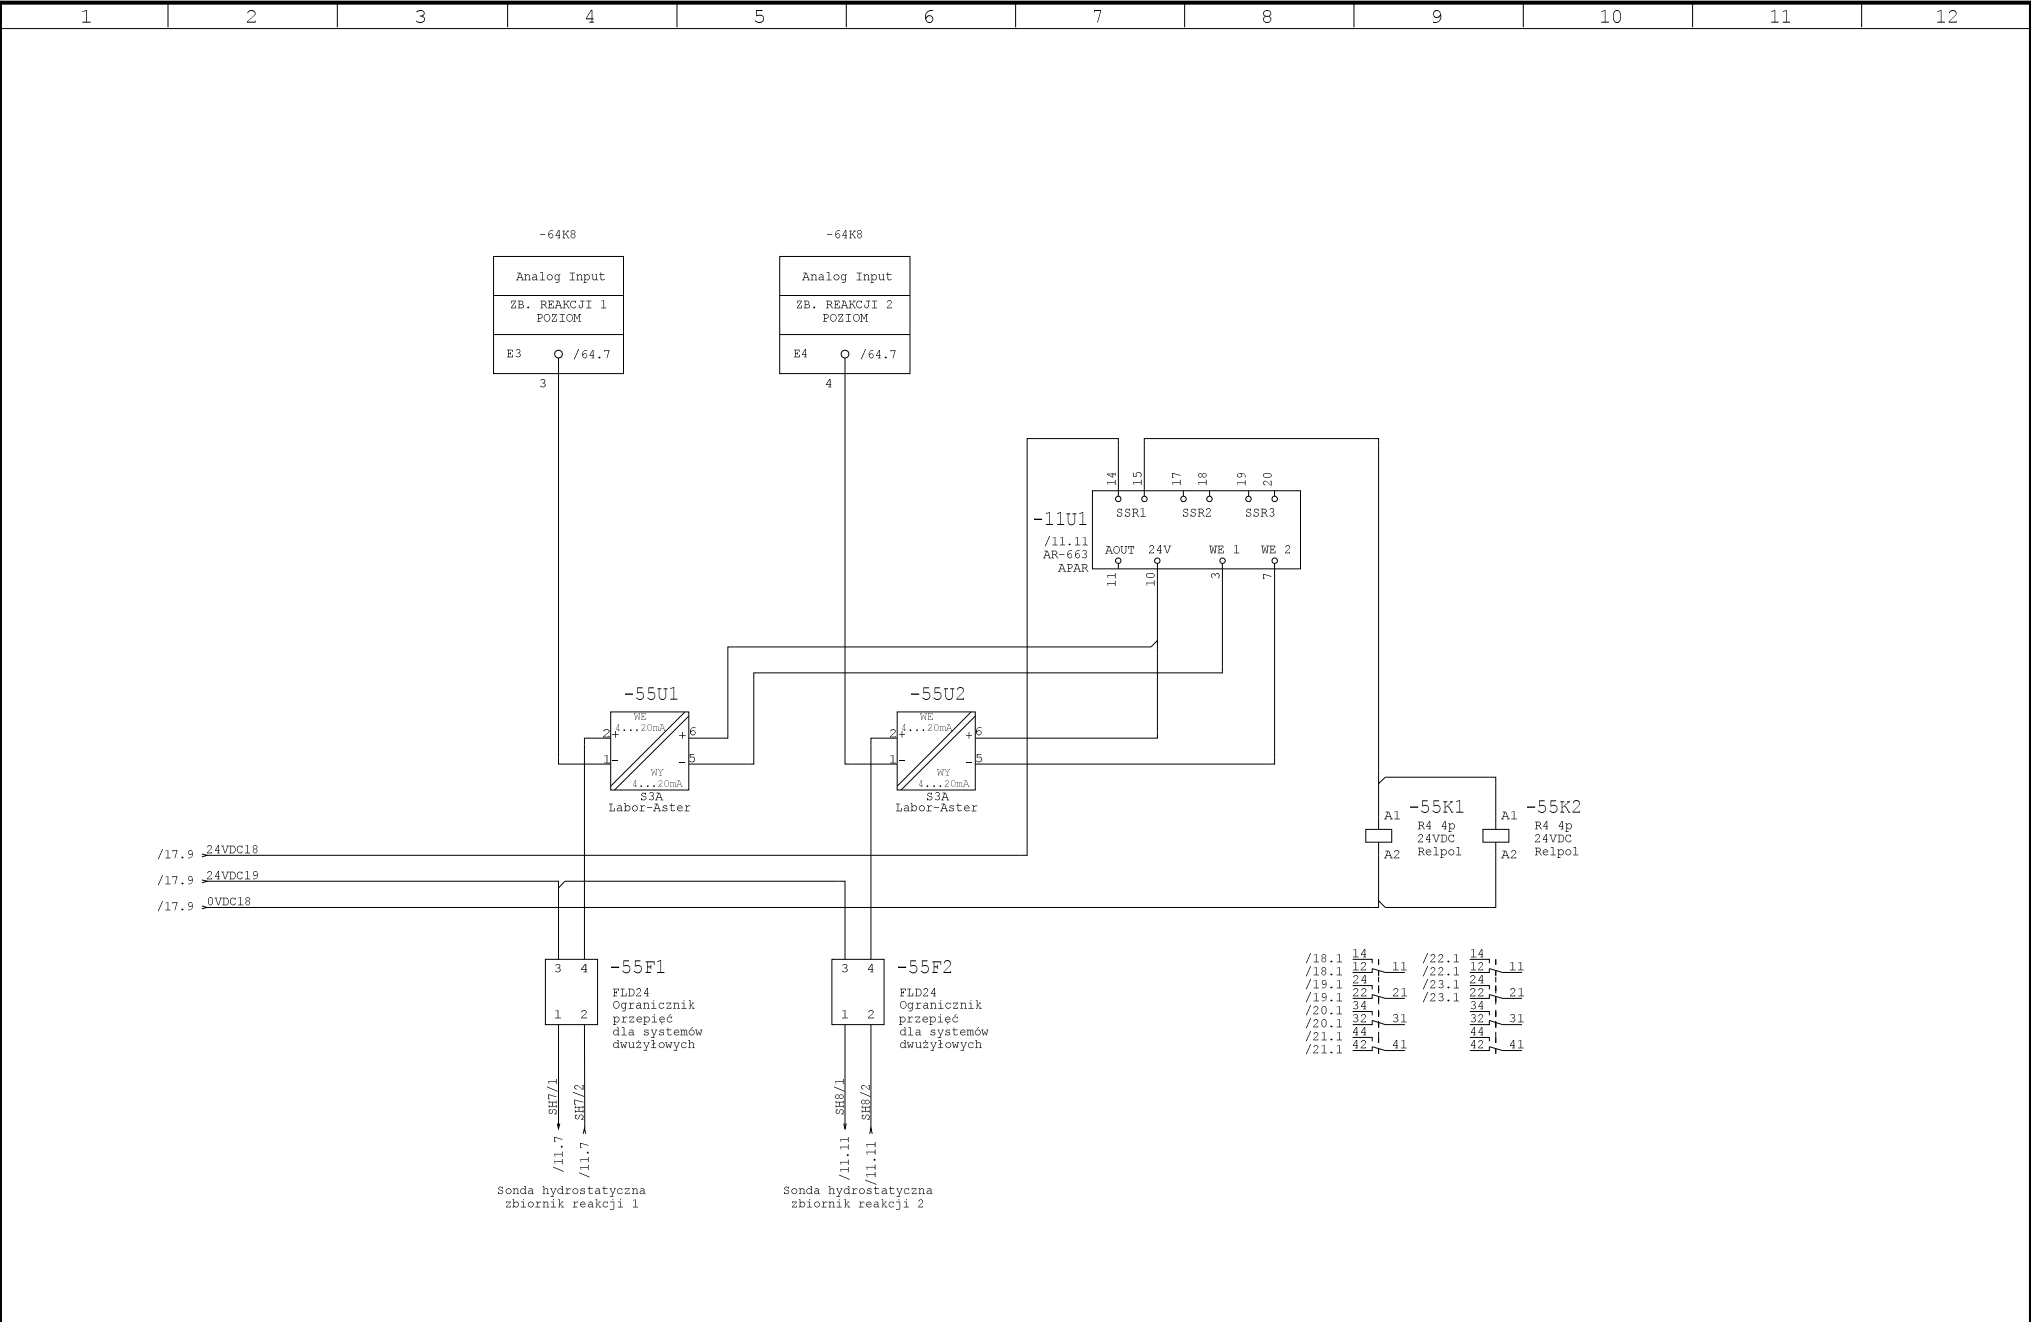 1 2 3 4 5 6 7 8 9 10 11 12
-64K8 -64K8
Analog Input Analog Input
ZB. REAKCJI 1 ZB. REAKCJI 2
POZIOM POZIOM
E3 /64.7 E4 /64.7
3 4
14 15 17 18 19 20
SSR1 SSR2 SSR3
-11U1
/11.11
AR-663
APAR
AOUT 24V WE 1 WE 2
11 10 3 7
-55U1 -55U2
WE WE
4...20mA 4...20mA
2 + + 6 2 + + 6
1 - - 5 1 - - 5
WY WY
4...20mA 4...20mA
S3A S3A
Labor-Aster Labor-Aster
-55K1 -55K2
A1 A1
R4 4p R4 4p
24VDC 24VDC
Relpol Relpol
A2 A2
/17.9 24VDC18
/17.9 24VDC19
/17.9 0VDC18
3 4 -55F1 3 4 -55F2
FLD24 FLD24
Ogranicznik Ogranicznik
przepięć przepięć
dla systemów dla systemów
dwużyłowych dwużyłowych
1 2 1 2
/18.1 14 /22.1 14
/18.1 12 11 /22.1 12 11
/19.1 24 /23.1 24
/19.1 22 21 /23.1 22 21
/20.1 34 34
/20.1 32 31 32 31
/21.1 44 44
/21.1 42 41 42 41
SH7/1 SH7/2 SH8/1 SH8/2
/11.7 /11.7 /11.11 /11.11
Sonda hydrostatyczna Sonda hydrostatyczna
zbiornik reakcji 1 zbiornik reakcji 2